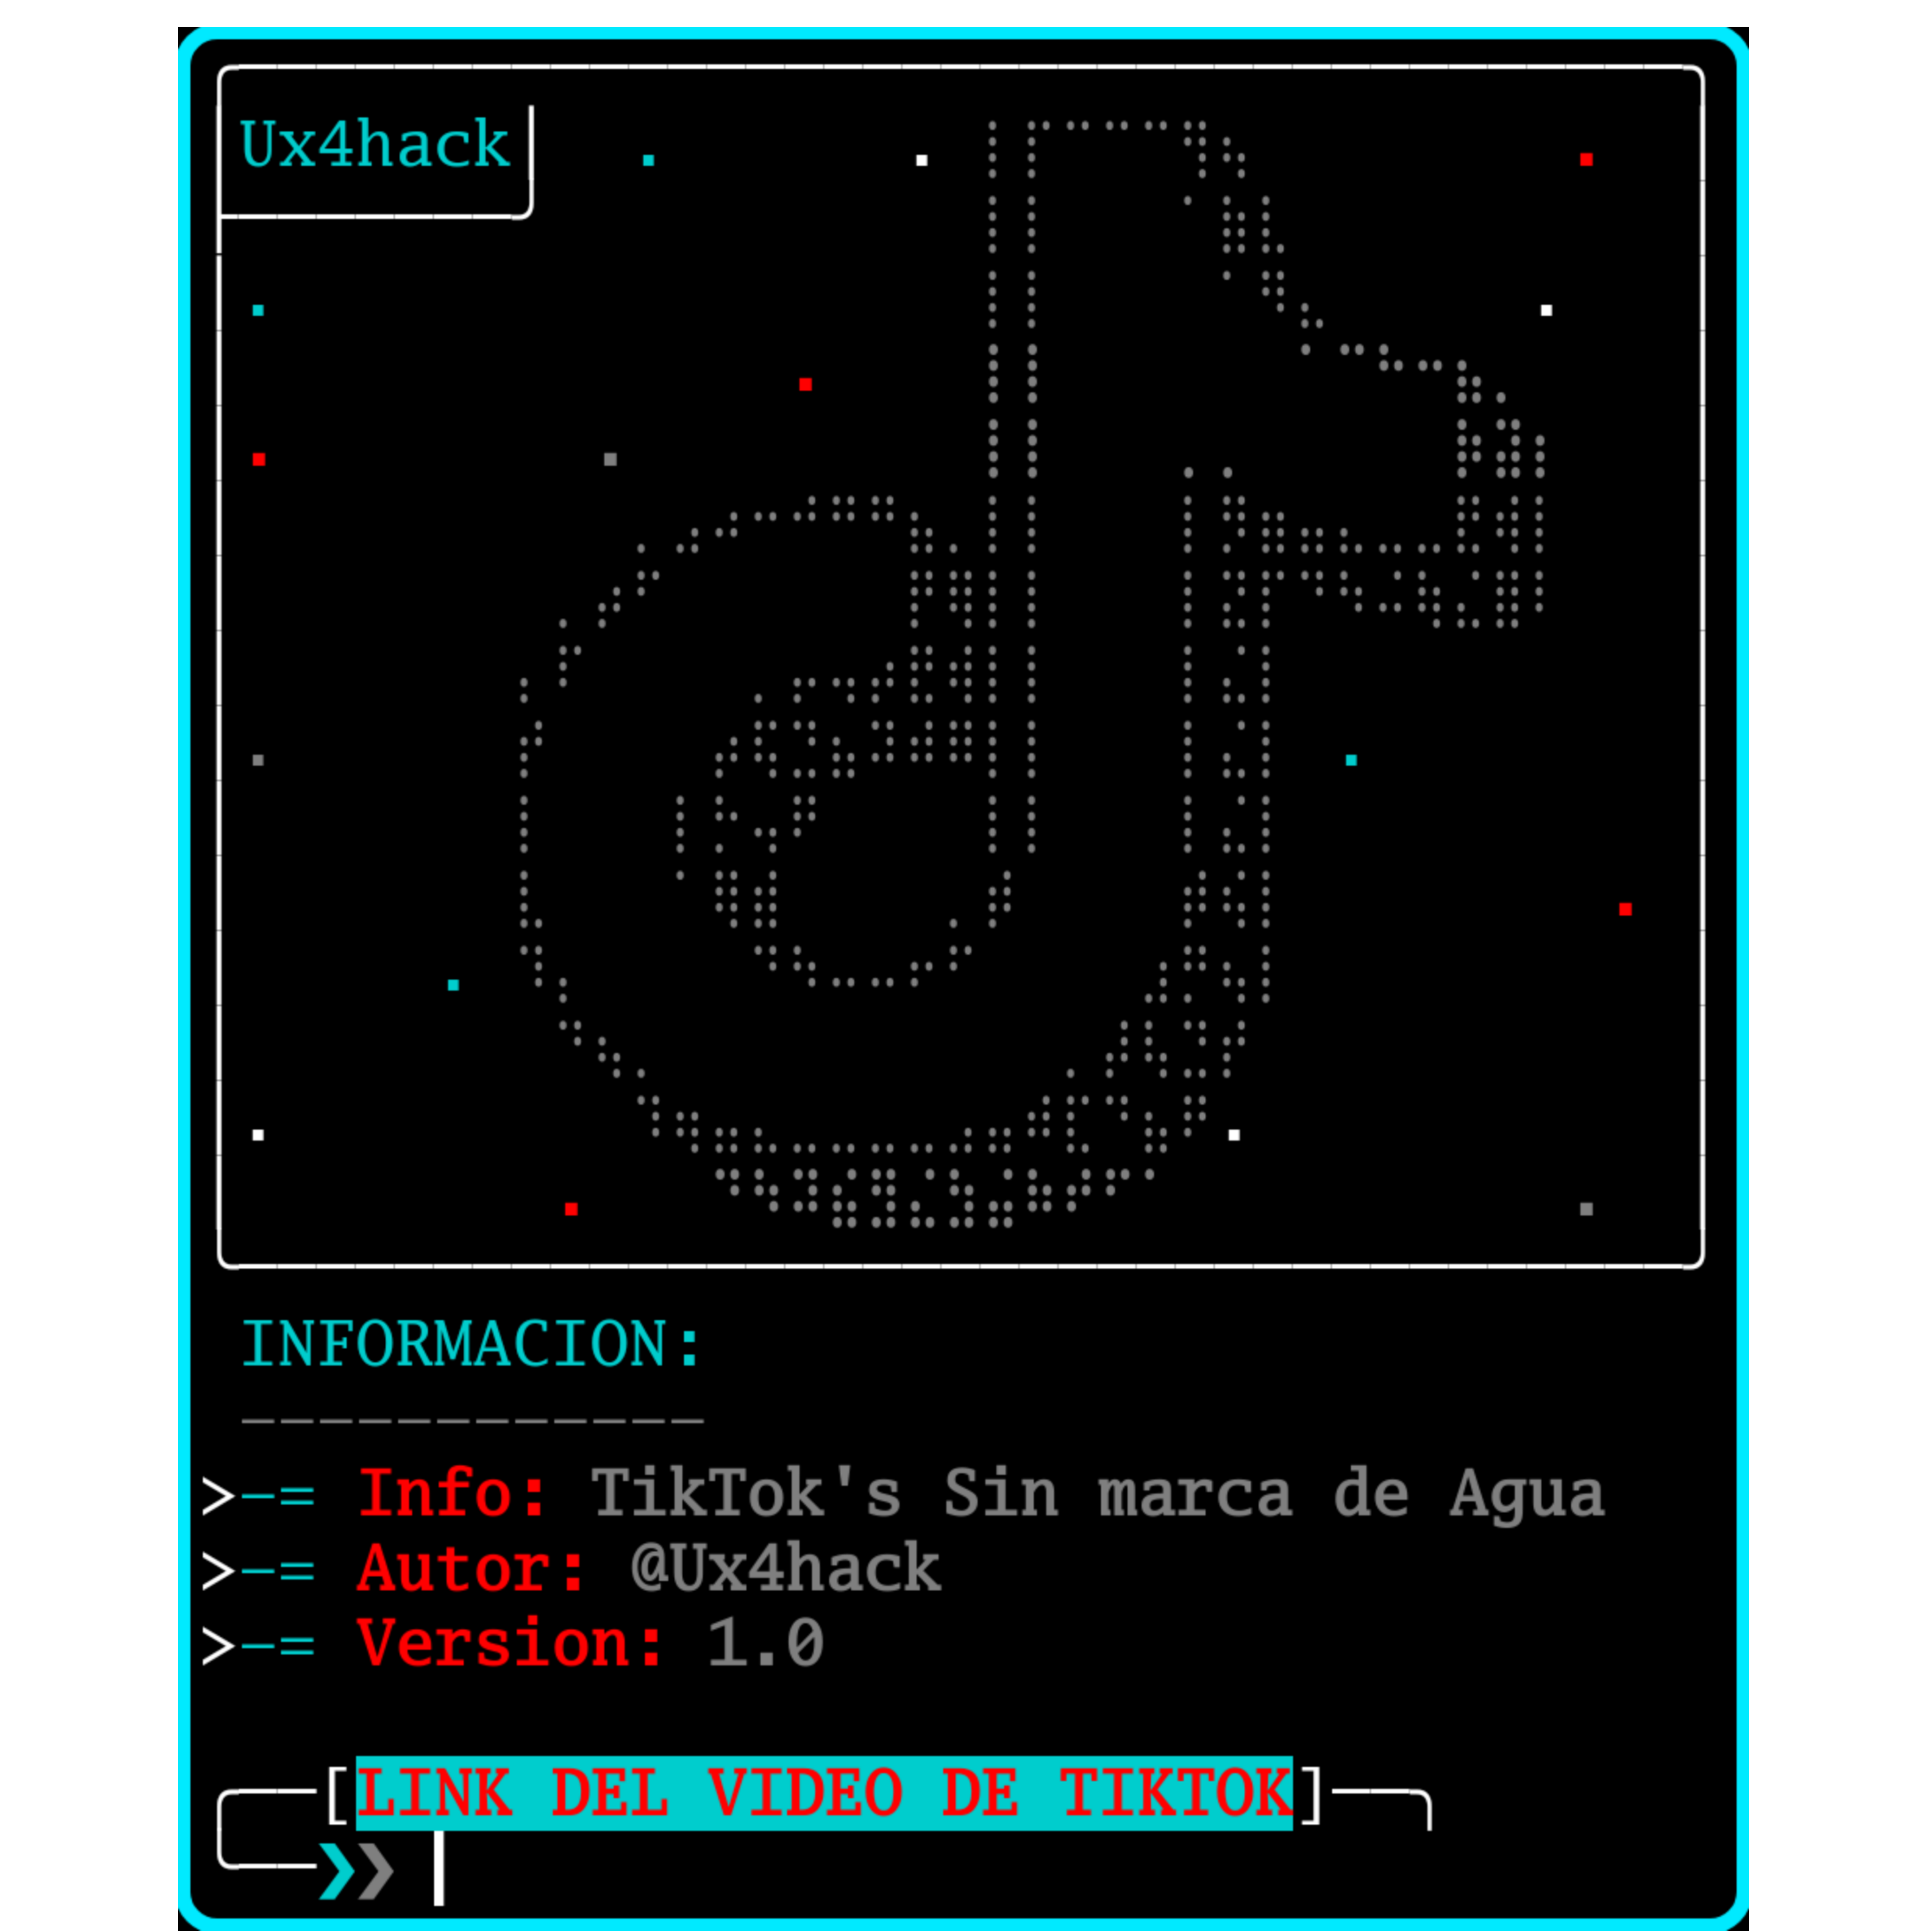 Ux4hack
INFORMACION:
------------
>-= Info: TikTok's Sin marca de Agua
>-= Autor: @Ux4hack
>-= Version: 1.0
[LINK DEL VIDEO DE TIKTOK]